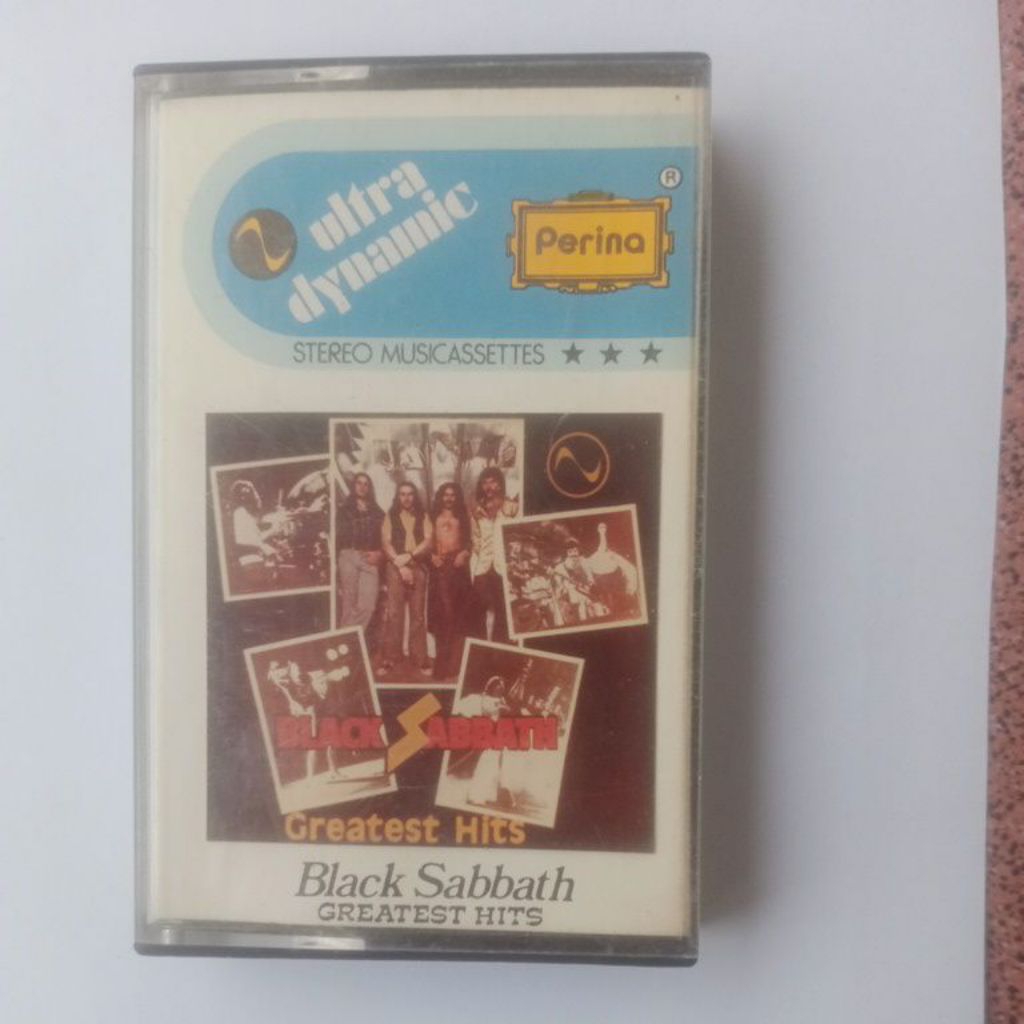 ultra
dynamic
Perina
®
STEREO MUSICASSETTES ★ ★ ★
BLACK SABBATH
Greatest Hits
Black Sabbath
GREATEST HITS